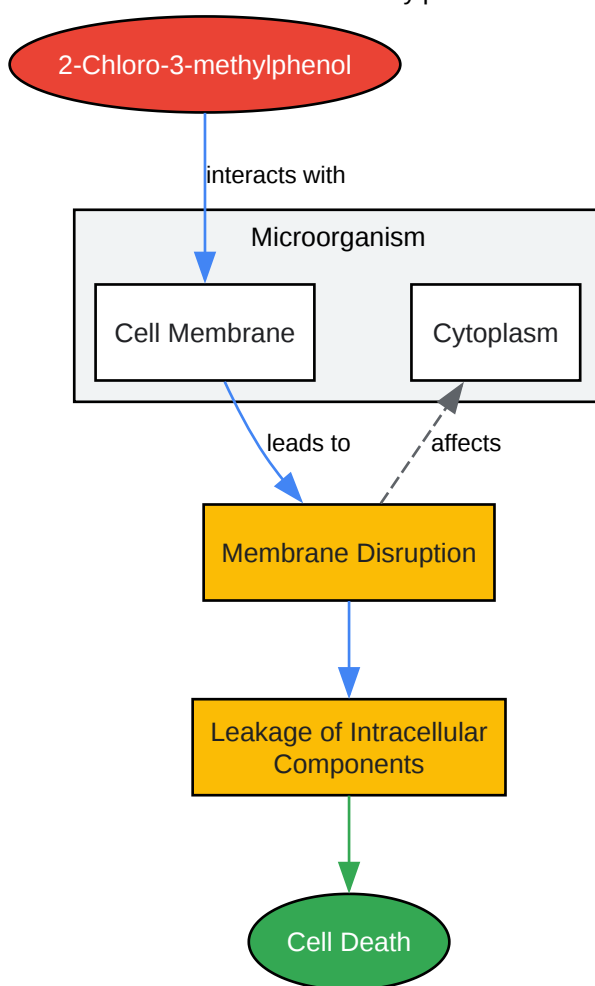 2-Chloro-3-methylphenol
interacts with
Microorganism
Cell Membrane
Cytoplasm
leads to
affects
Membrane Disruption
Leakage of Intracellular
Components
Cell Death